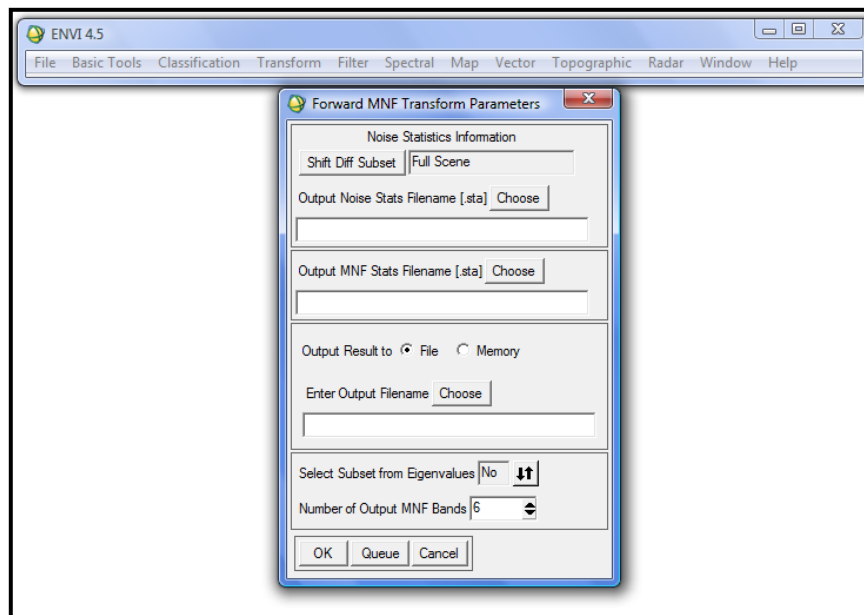 ENVI 4.5
File Basic Tools Classification Transform Filter Spectral Map Vector Topographic Radar Window Help
Forward MNF Transform Parameters
Noise Statistics Information
Shift Diff Subset Full Scene
Output Noise Stats Filename [.sta] Choose
Output MNF Stats Filename [.sta] Choose
Output Result to File Memory
Enter Output Filename Choose
Select Subset from Eigenvalues No
Number of Output MNF Bands 6
OK Queue Cancel